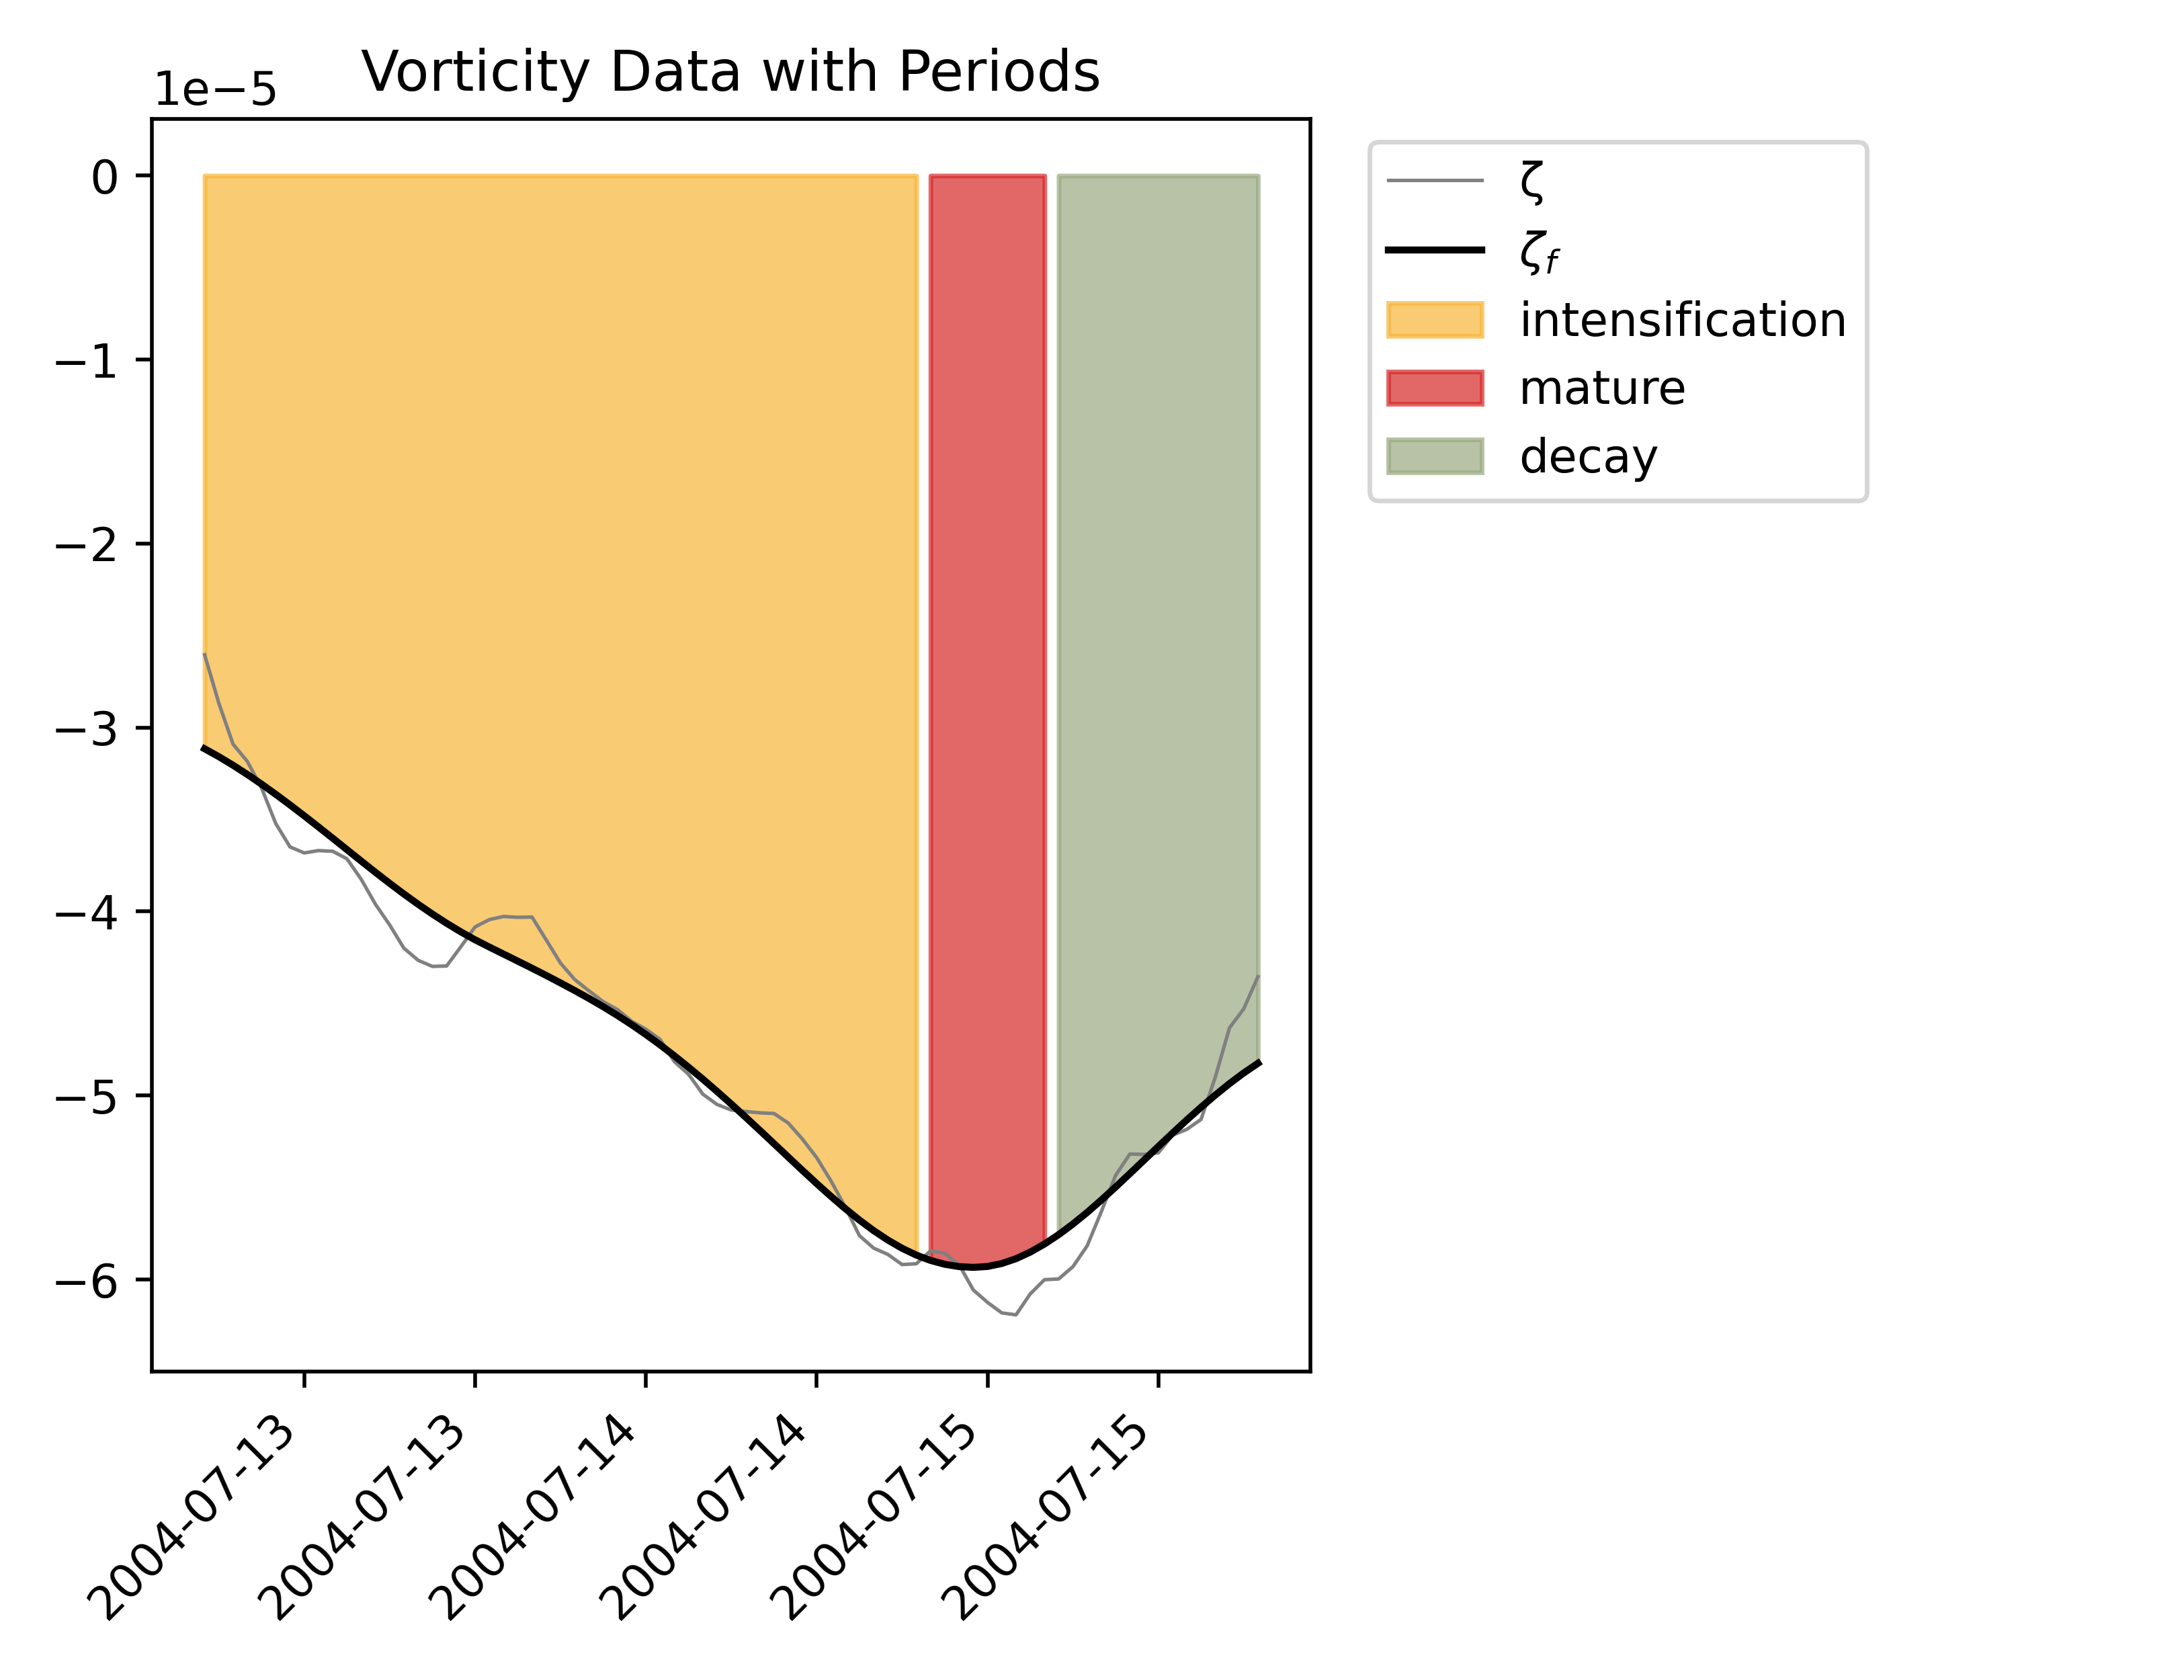 Vorticity Data with Periods
1e−5
0
−1
−2
−3
−4
−5
−6
2004-07-13
2004-07-13
2004-07-14
2004-07-14
2004-07-15
2004-07-15
ζ
ζf
intensification
mature
decay